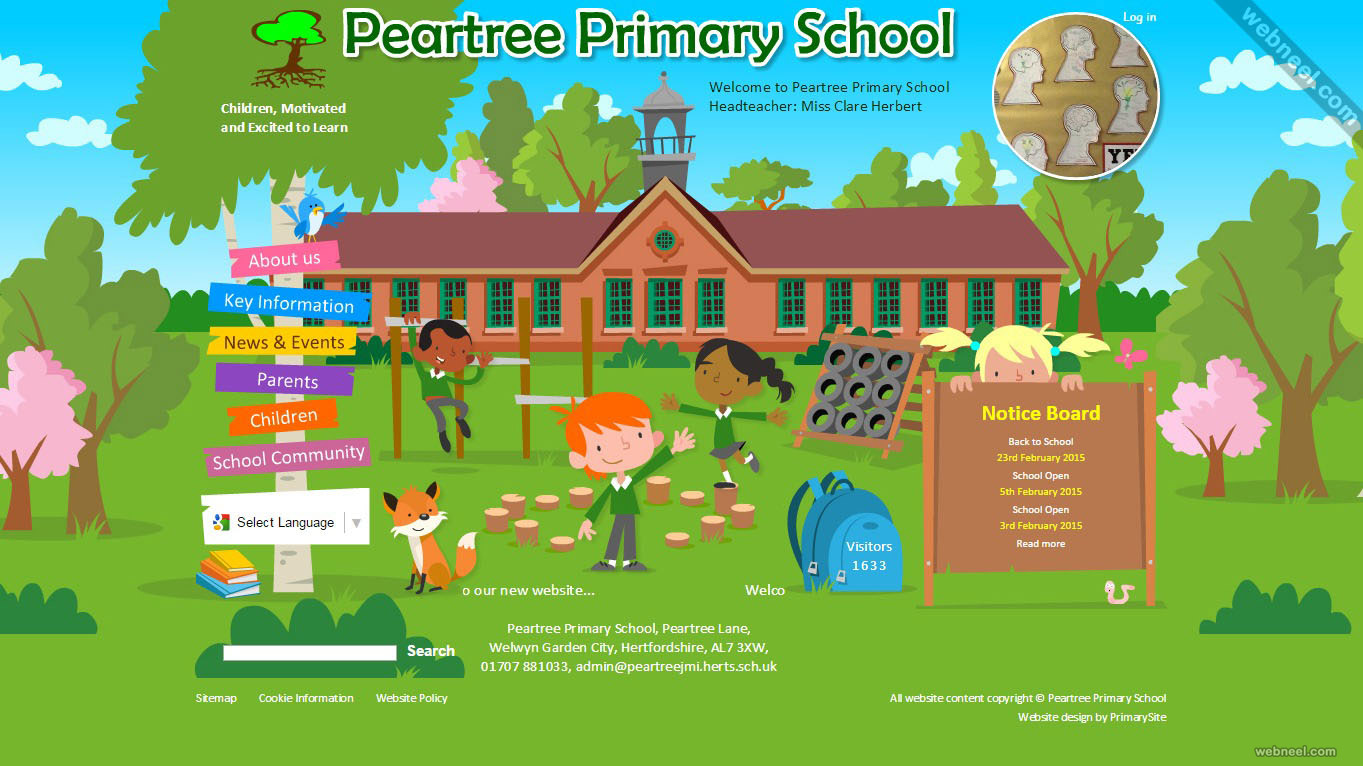 Peartree Primary School
Log in
webneel.com
Welcome to Peartree Primary School
Headteacher: Miss Clare Herbert
Children, Motivated
and Excited to Learn
About us
Key Information
News & Events
Parents
Children
School Community
Select Language
Notice Board
Back to School
23rd February 2015
School Open
5th February 2015
School Open
3rd February 2015
Read more
Visitors
1633
o our new website... Welco
Peartree Primary School, Peartree Lane,
Welwyn Garden City, Hertfordshire, AL7 3XW,
01707 881033, admin@peartreejmi.herts.sch.uk
Search
Sitemap Cookie Information Website Policy
All website content copyright © Peartree Primary School
Website design by PrimarySite
webneel.com